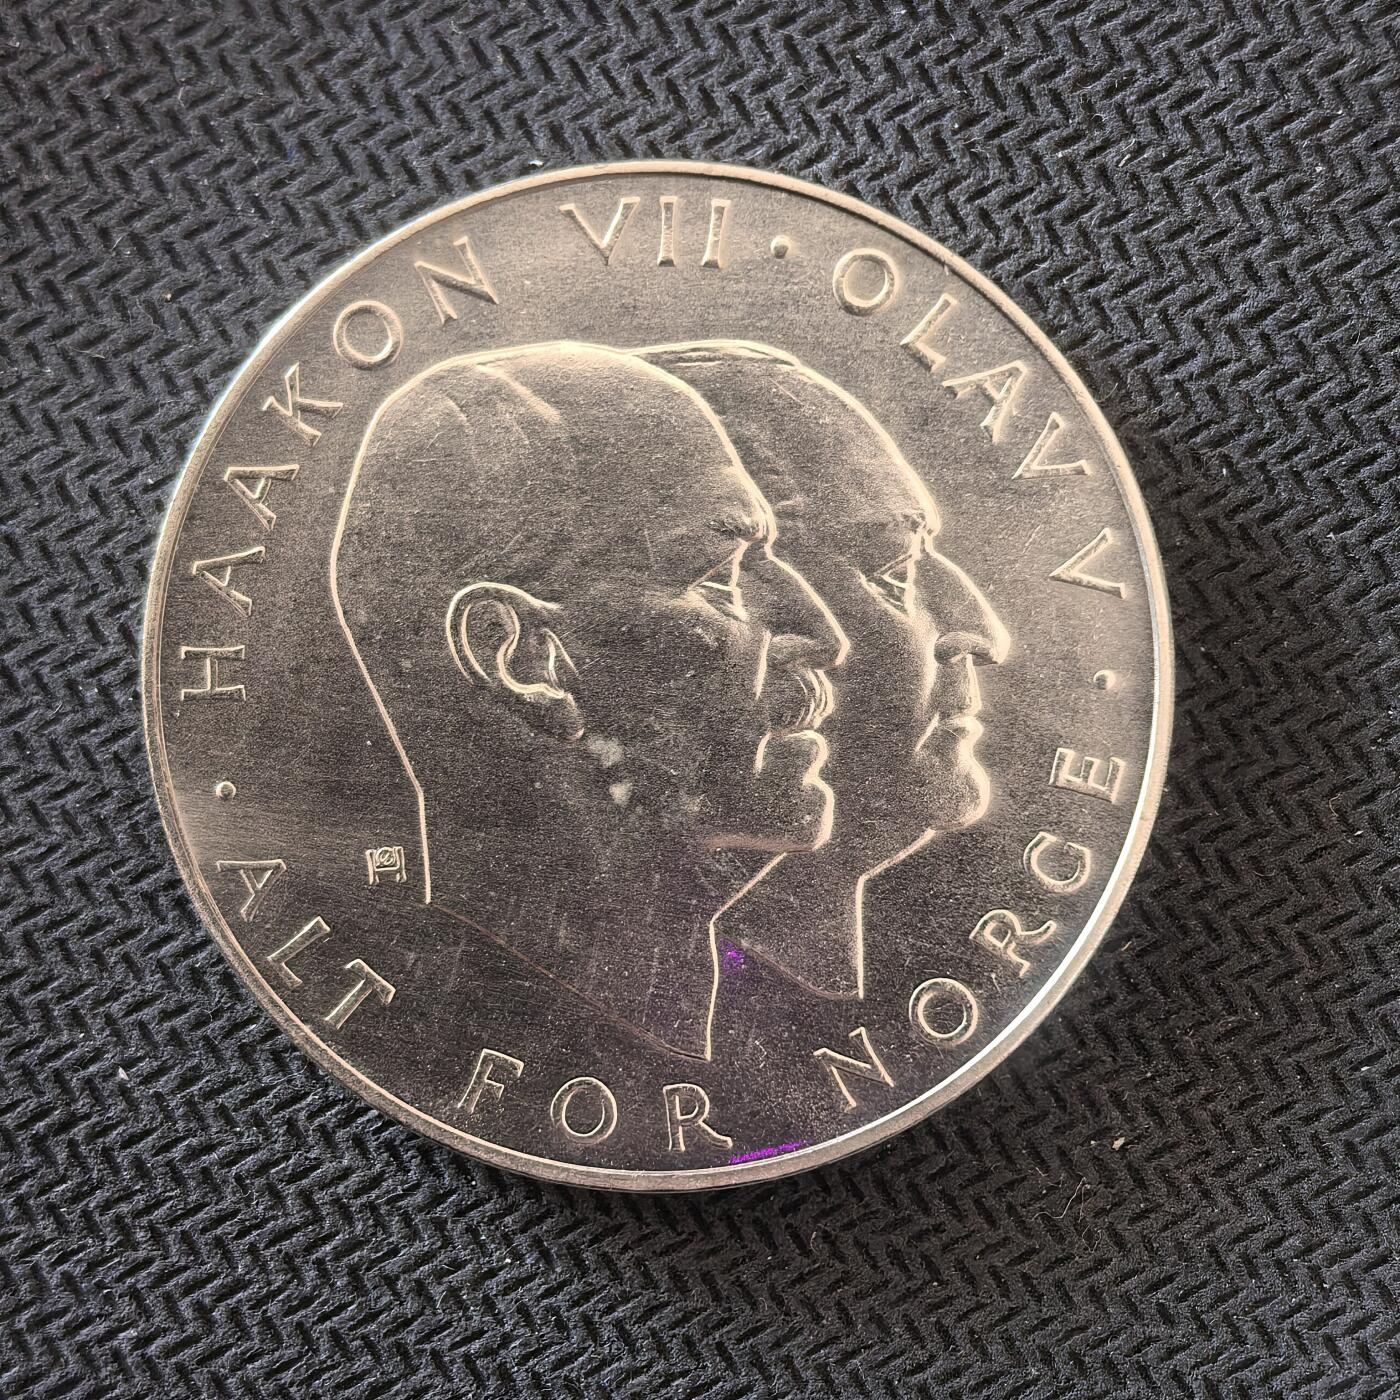 HAAKON VII · OLAV V ·
ALT FOR NORGE ·